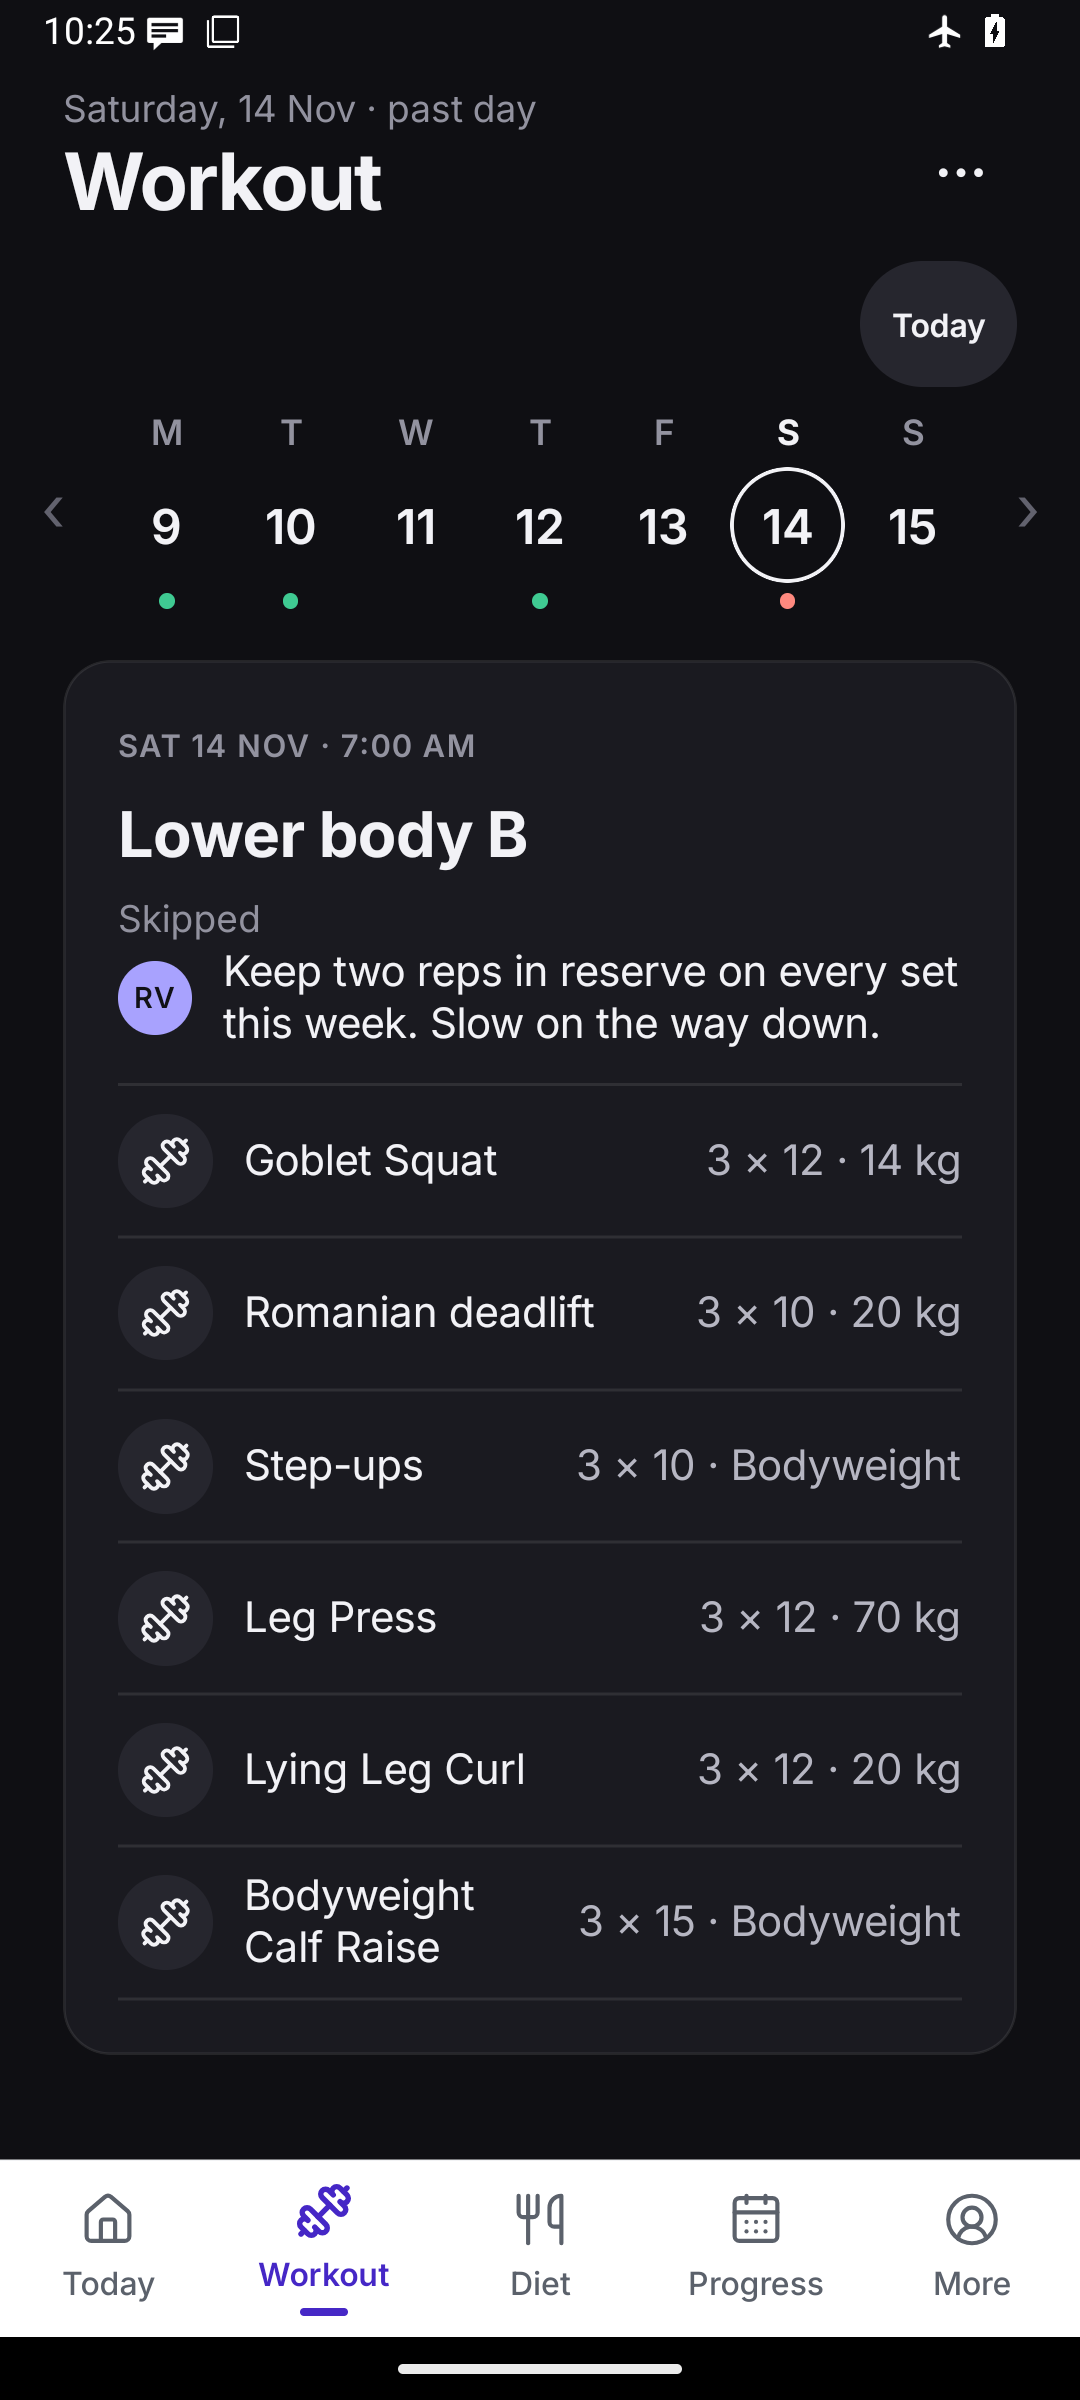 10:25
Saturday, 14 Nov · past day
Workout
Today
M T W T F S S
‹ 9 10 11 12 13 14 15 ›
SAT 14 NOV · 7:00 AM
Lower body B
Skipped
RV
Keep two reps in reserve on every set
this week. Slow on the way down.
Goblet Squat 3 × 12 · 14 kg
Romanian deadlift 3 × 10 · 20 kg
Step-ups 3 × 10 · Bodyweight
Leg Press 3 × 12 · 70 kg
Lying Leg Curl 3 × 12 · 20 kg
Bodyweight
Calf Raise 3 × 15 · Bodyweight
Today Workout Diet Progress More